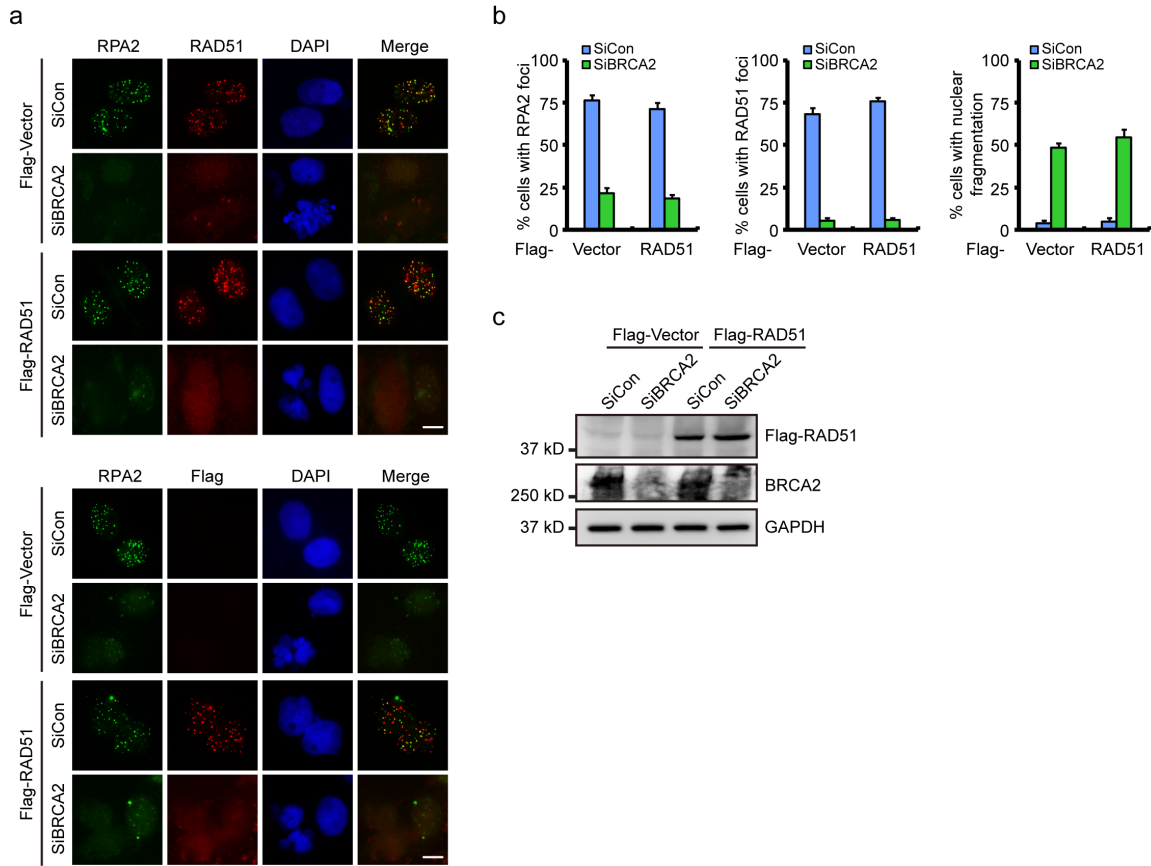 a
RPA2 RAD51 DAPI Merge
Flag-Vector
SiCon
SiBRCA2
Flag-RAD51
SiCon
SiBRCA2
RPA2 Flag DAPI Merge
Flag-Vector
SiCon
SiBRCA2
Flag-RAD51
SiCon
SiBRCA2
b
SiCon
SiBRCA2
% cells with RPA2 foci
100
75
50
25
0
Flag- Vector RAD51
SiCon
SiBRCA2
% cells with RAD51 foci
100
75
50
25
0
Flag- Vector RAD51
SiCon
SiBRCA2
% cells with nuclear
fragmentation
100
75
50
25
0
Flag- Vector RAD51
c
Flag-Vector Flag-RAD51
SiCon SiBRCA2 SiCon SiBRCA2
37 kD Flag-RAD51
250 kD BRCA2
37 kD GAPDH